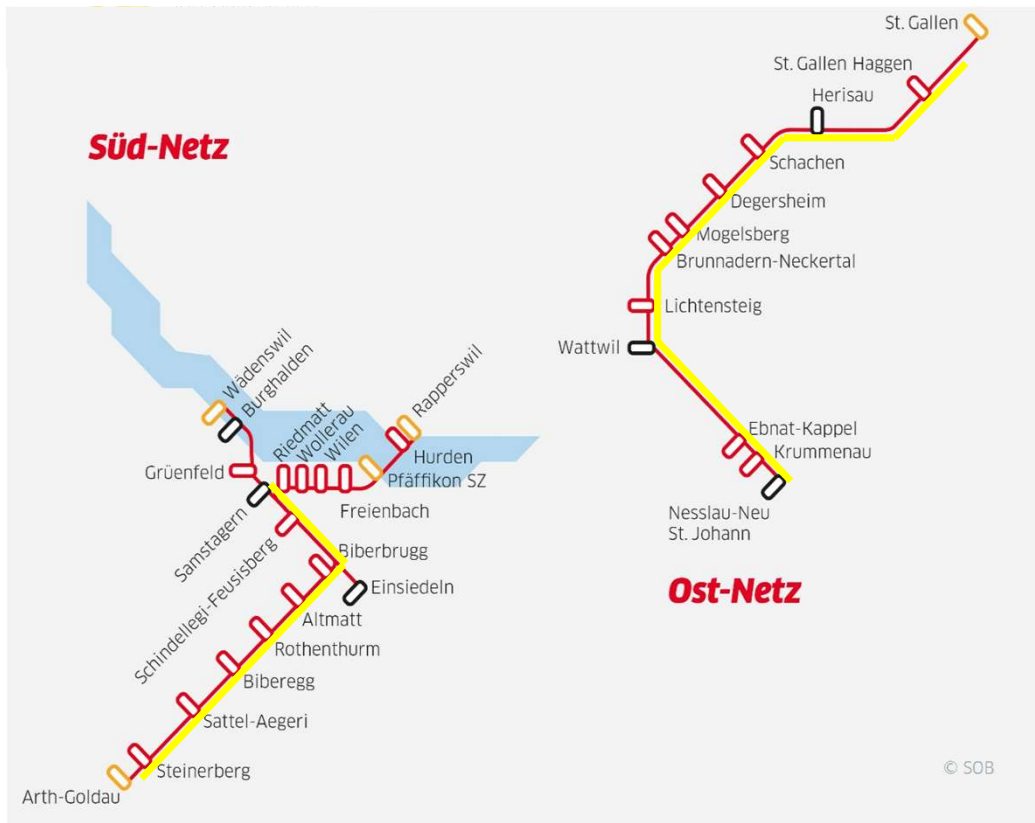 St. Gallen
St. Gallen Haggen
Herisau
Süd-Netz
Schachen
Degersheim
Mogelsberg
Brunnadern-Neckertal
Lichtensteig
Wattwil
Wädenswil
Burghalden
Riedmatt
Wollerau
Wilen
Rapperswil
Hurden
Grüenfeld
Pfäffikon SZ
Freienbach
Ebnat-Kappel
Krummenau
Nesslau-Neu
St. Johann
Samstagern
Schindellegi-Feusisberg
Biberbrugg
Einsiedeln
Ost-Netz
Altmatt
Rothenthurm
Biberegg
Sattel-Aegeri
Steinerberg
Arth-Goldau
© SOB